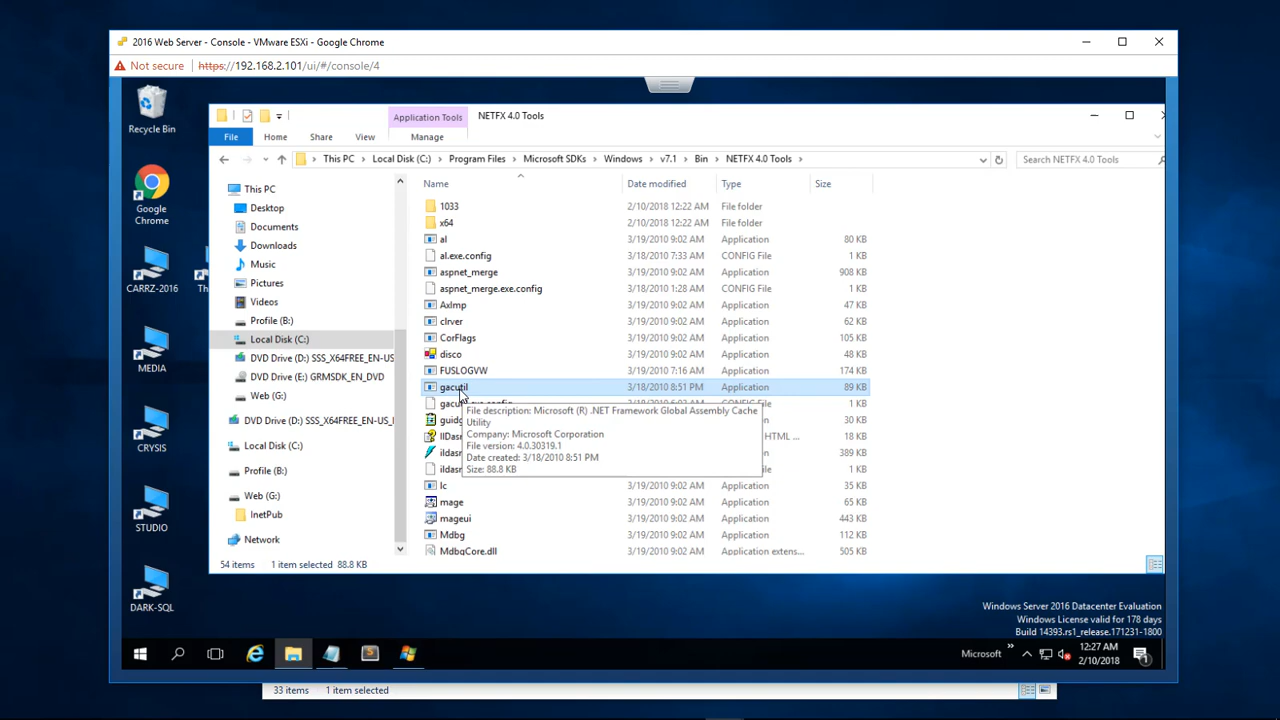 2016 Web Server - Console - VMware ESXi - Google Chrome
Not secure https://192.168.2.101/ui/#/console/4
Recycle Bin
Google
Chrome
CARRZ-2016
MEDIA
CRYSIS
STUDIO
DARK-SQL
Application Tools
NETFX 4.0 Tools
File Home Share View Manage
This PC Local Disk (C:) Program Files Microsoft SDKs Windows v7.1 Bin NETFX 4.0 Tools
Search NETFX 4.0 Tools
This PC
Desktop
Documents
Downloads
Music
Pictures
Videos
Profile (B:)
Local Disk (C:)
DVD Drive (D:) SSS_X64FREE_EN-US
DVD Drive (E:) GRMSDK_EN_DVD
Web (G:)
DVD Drive (D:) SSS_X64FREE_EN-US_
Local Disk (C:)
Profile (B:)
Web (G:)
InetPub
Network
Name Date modified Type Size
1033 2/10/2018 12:22 AM File folder
x64 2/10/2018 12:22 AM File folder
al 3/19/2010 9:02 AM Application 80 KB
al.exe.config 3/18/2010 7:33 AM CONFIG File 1 KB
aspnet_merge 3/19/2010 9:02 AM Application 908 KB
aspnet_merge.exe.config 3/18/2010 1:28 AM CONFIG File 1 KB
AxImp 3/19/2010 9:02 AM Application 47 KB
clrver 3/19/2010 9:02 AM Application 62 KB
CorFlags 3/19/2010 9:02 AM Application 105 KB
disco 3/19/2010 9:02 AM Application 48 KB
FUSLOGVW 3/19/2010 7:16 AM Application 174 KB
gacutil 3/18/2010 8:51 PM Application 89 KB
1 KB
30 KB
HTML ... 18 KB
389 KB
1 KB
File description: Microsoft (R) .NET Framework Global Assembly Cache
Utility
Company: Microsoft Corporation
File version: 4.0.30319.1
Date created: 3/18/2010 8:51 PM
Size: 88.8 KB
lc 3/19/2010 9:02 AM Application 35 KB
mage 3/19/2010 9:02 AM Application 65 KB
mageui 3/19/2010 9:02 AM Application 443 KB
Mdbg 3/19/2010 9:02 AM Application 112 KB
MdbgCore.dll 3/19/2010 9:02 AM Application extens... 505 KB
54 items 1 item selected 88.8 KB
Windows Server 2016 Datacenter Evaluation
Windows License valid for 178 days
Build 14393.rs1_release.171231-1800
Microsoft
12:27 AM
2/10/2018
1
33 items 1 item selected